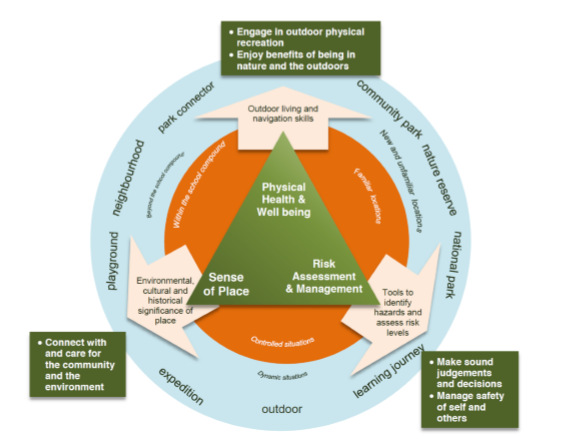 • Engage in outdoor physical
recreation
• Enjoy benefits of being in
nature and the outdoors
park connector
community park
Outdoor living and
navigation skills
neighbourhood
Beyond the school compound
Within the school compound
Familiar locations
New and unfamiliar locations
nature reserve
Physical
Health &
Well being
playground
national park
Environmental,
cultural and
historical
significance of
place
Sense
of Place
Risk
Assessment
& Management
Tools to
identify
hazards and
assess risk
levels
• Connect with
and care for
the community
and the
environment
Controlled situations
Dynamic situations
expedition
outdoor
learning journey
• Make sound
judgements
and decisions
• Manage safety
of self and
others